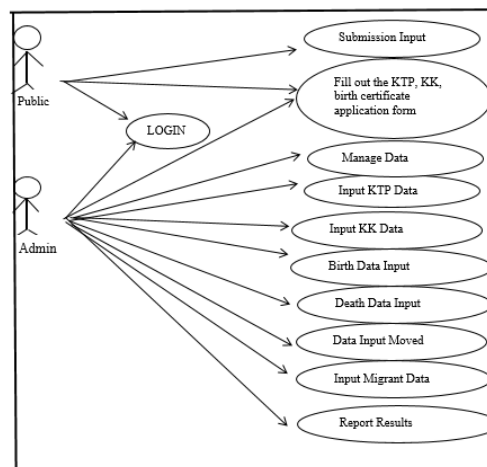 Submission Input
Public
Fill out the KTP, KK,
birth certificate
application form
LOGIN
Manage Data
Input KTP Data
Admin
Input KK Data
Birth Data Input
Death Data Input
Data Input Moved
Input Migrant Data
Report Results